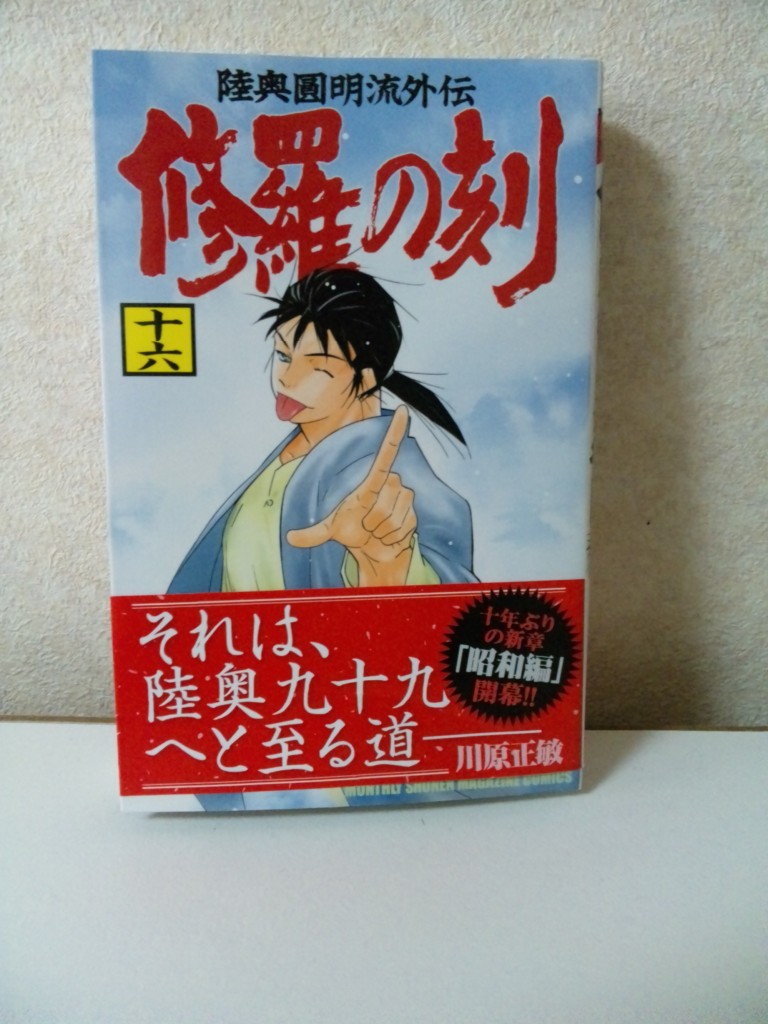 陸奥圓明流外伝
修羅の刻
十六
それは、
陸奥九十九
へと至る道――
川原正敏
十年ぶり
の新章
「昭和編」
開幕!!
MONTHLY SHONEN MAGAZINE COMICS